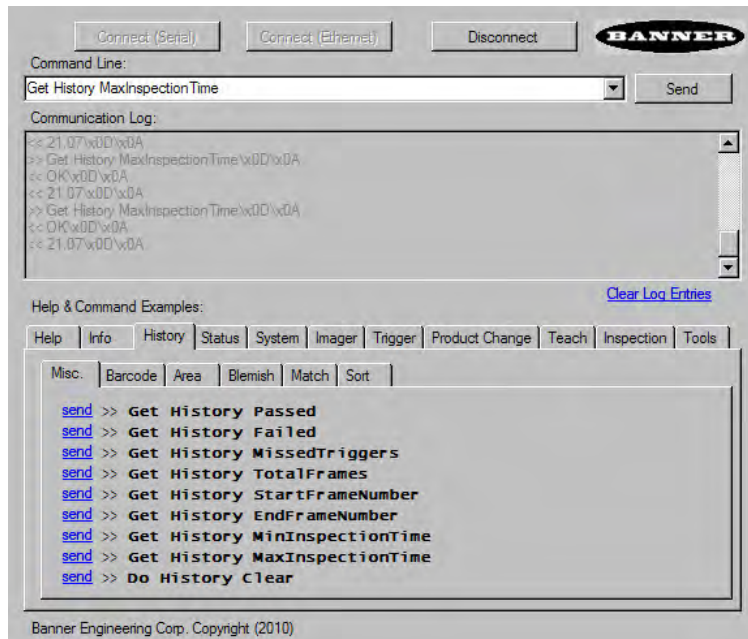 Connect (Serial) Connect (Ethernet) Disconnect BANNER
Command Line:
Get History MaxInspectionTime Send
Communication Log:
<< 21.07\x0D\x0A
>> Get History MaxInspectionTime\x0D\x0A
<< OK\x0D\x0A
<< 21.07\x0D\x0A
>> Get History MaxInspectionTime\x0D\x0A
<< OK\x0D\x0A
<< 21.07\x0D\x0A
Clear Log Entries
Help & Command Examples:
Help Info History Status System Imager Trigger Product Change Teach Inspection Tools
Misc. Barcode Area Blemish Match Sort
send >> Get History Passed
send >> Get History Failed
send >> Get History MissedTriggers
send >> Get History TotalFrames
send >> Get History StartFrameNumber
send >> Get History EndFrameNumber
send >> Get History MinInspectionTime
send >> Get History MaxInspectionTime
send >> Do History Clear
Banner Engineering Corp. Copyright (2010)